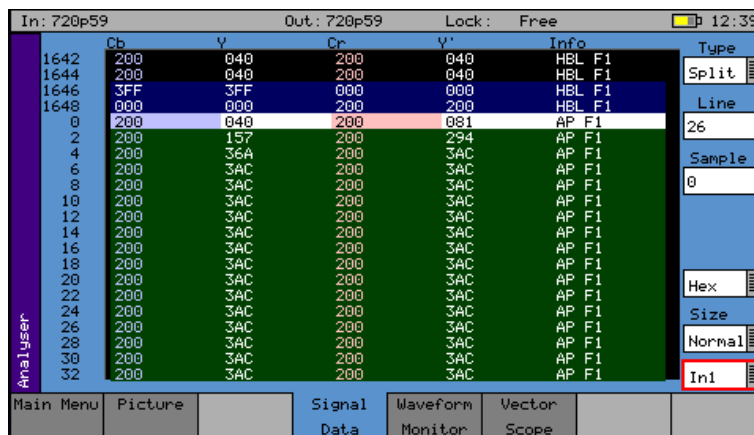 In: 720p59 Out: 720p59 Lock: Free 12:39
Cb Y Cr Y' Info
1642 200 040 200 040 HBL F1
1644 200 040 200 040 HBL F1
1646 3FF 3FF 000 000 HBL F1
1648 000 000 200 200 HBL F1
0 200 040 200 081 AP F1
2 200 157 200 294 AP F1
4 200 36A 200 3AC AP F1
6 200 3AC 200 3AC AP F1
8 200 3AC 200 3AC AP F1
10 200 3AC 200 3AC AP F1
12 200 3AC 200 3AC AP F1
14 200 3AC 200 3AC AP F1
16 200 3AC 200 3AC AP F1
18 200 3AC 200 3AC AP F1
20 200 3AC 200 3AC AP F1
22 200 3AC 200 3AC AP F1
24 200 3AC 200 3AC AP F1
26 200 3AC 200 3AC AP F1
28 200 3AC 200 3AC AP F1
30 200 3AC 200 3AC AP F1
32 200 3AC 200 3AC AP F1
Analyser
Type
Split
Line
26
Sample
0
Hex
Size
Normal
In1
Main Menu Picture Signal Data Waveform Monitor Vector Scope